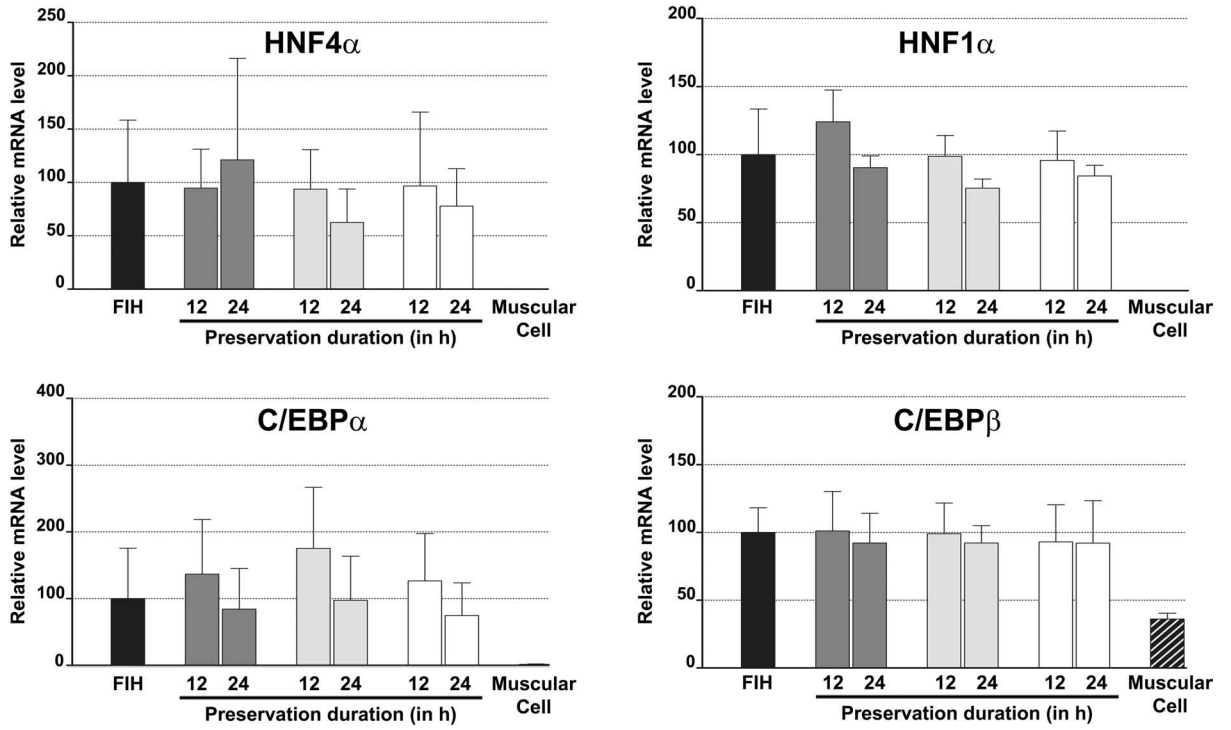 HNF4α
Relative mRNA level
250
200
150
100
50
0
FIH
12 24 12 24 12 24
Muscular
Cell
Preservation duration (in h)
HNF1α
Relative mRNA level
200
150
100
50
0
FIH
12 24 12 24 12 24
Muscular
Cell
Preservation duration (in h)
C/EBPα
Relative mRNA level
400
300
200
100
0
FIH
12 24 12 24 12 24
Muscular
Cell
Preservation duration (in h)
C/EBPβ
Relative mRNA level
200
150
100
50
0
FIH
12 24 12 24 12 24
Muscular
Cell
Preservation duration (in h)